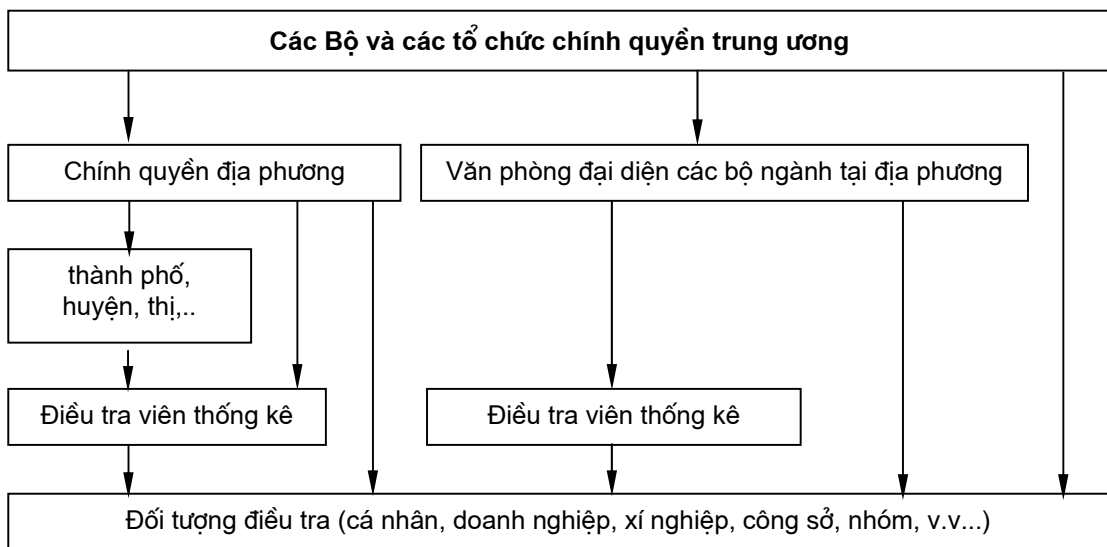 Các Bộ và các tổ chức chính quyền trung ương
Chính quyền địa phương
Văn phòng đại diện các bộ ngành tại địa phương
thành phố,
huyện, thị,..
Điều tra viên thống kê
Điều tra viên thống kê
Đối tượng điều tra (cá nhân, doanh nghiệp, xí nghiệp, công sở, nhóm, v.v...)